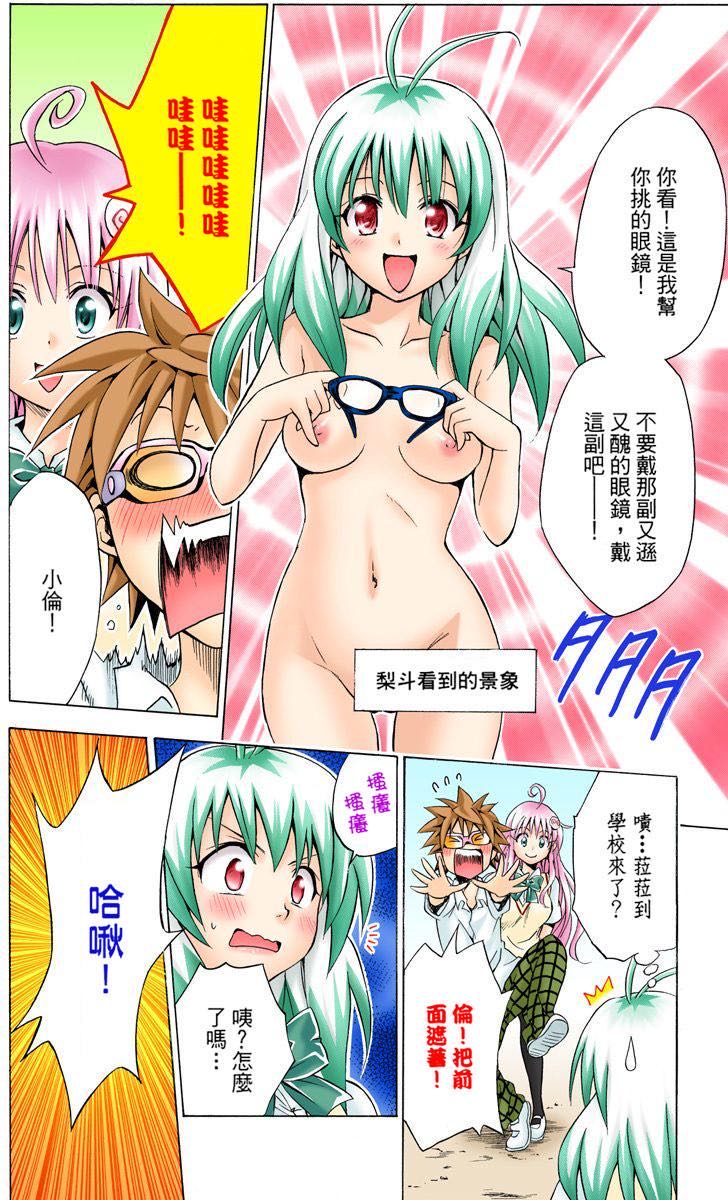 你看！這是我幫
你挑的眼鏡！
不要戴那副又遜
又醜的眼鏡，戴
這副吧——！
哇哇哇哇哇
哇哇——！
小倫！
梨斗看到的景象
嘖…菈菈到
學校來了？
倫！把前
面遮著！
搔癢
搔癢
咦？怎麼
了嗎…
哈啾！